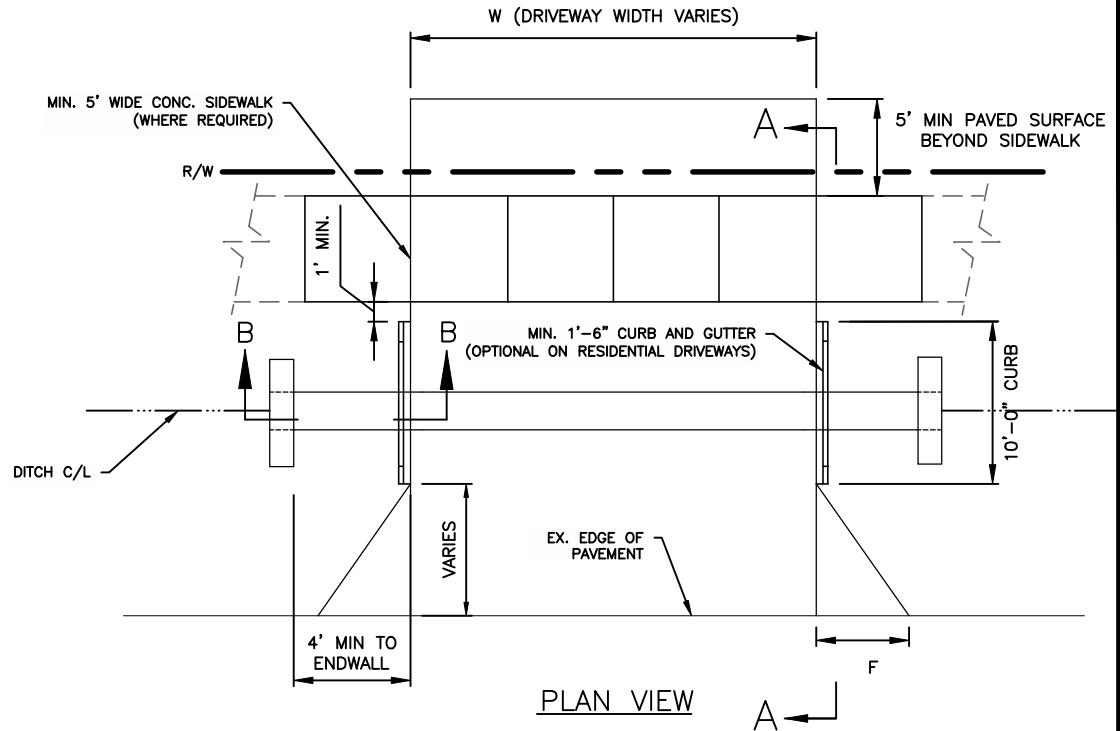 W (DRIVEWAY WIDTH VARIES)
MIN. 5' WIDE CONC. SIDEWALK
(WHERE REQUIRED)
A
5' MIN PAVED SURFACE
BEYOND SIDEWALK
R/W
1' MIN.
B
B
MIN. 1'-6" CURB AND GUTTER
(OPTIONAL ON RESIDENTIAL DRIVEWAYS)
10'-0" CURB
DITCH C/L
VARIES
EX. EDGE OF
PAVEMENT
4' MIN TO
ENDWALL
F
PLAN VIEW
A